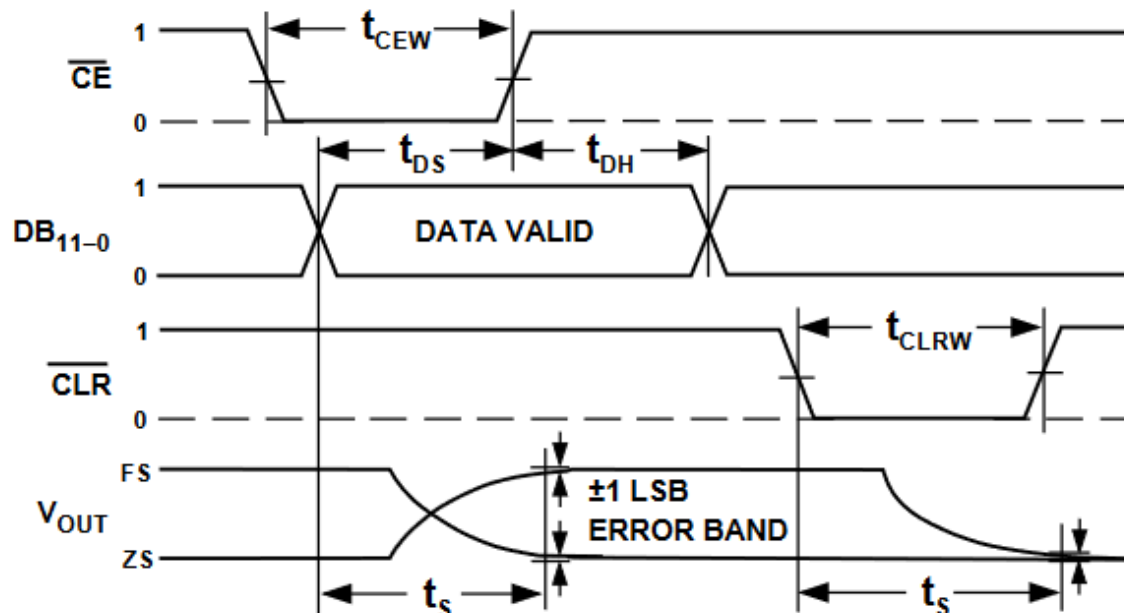 1
t_CEW
CE
0
t_DS
t_DH
1
DB_11–0
DATA VALID
0
1
t_CLRW
CLR
0
FS
±1 LSB
V_OUT
ERROR BAND
ZS
t_s
t_s